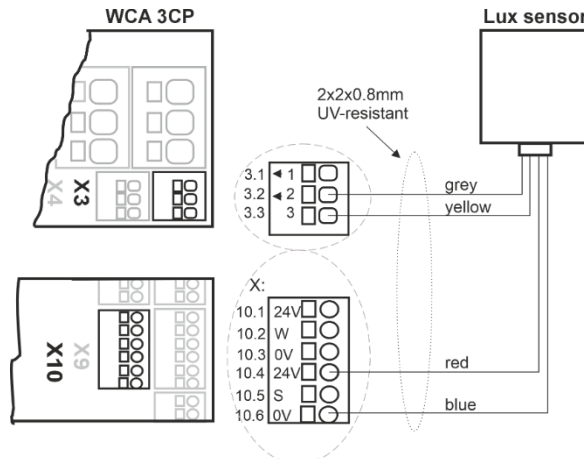 WCA 3CP
Lux sensor
2x2x0.8mm
UV-resistant
X4
X3
3.1 ◄ 1
3.2 ◄ 2
3.3 3
grey
yellow
X:
10.1 24V
10.2 W
10.3 0V
10.4 24V
10.5 S
10.6 0V
X10
X9
red
blue